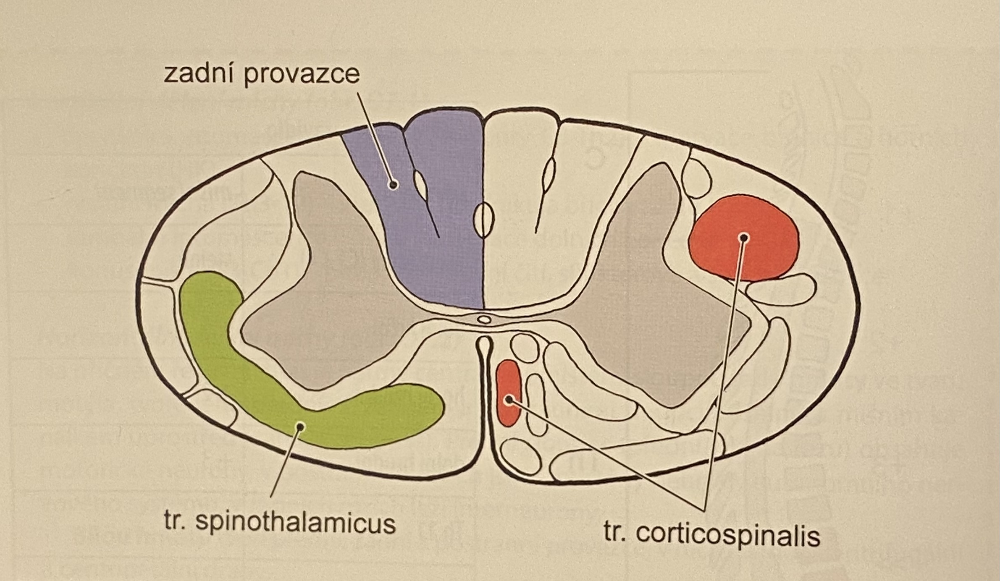 zadní provazce
tr. spinothalamicus
tr. corticospinalis